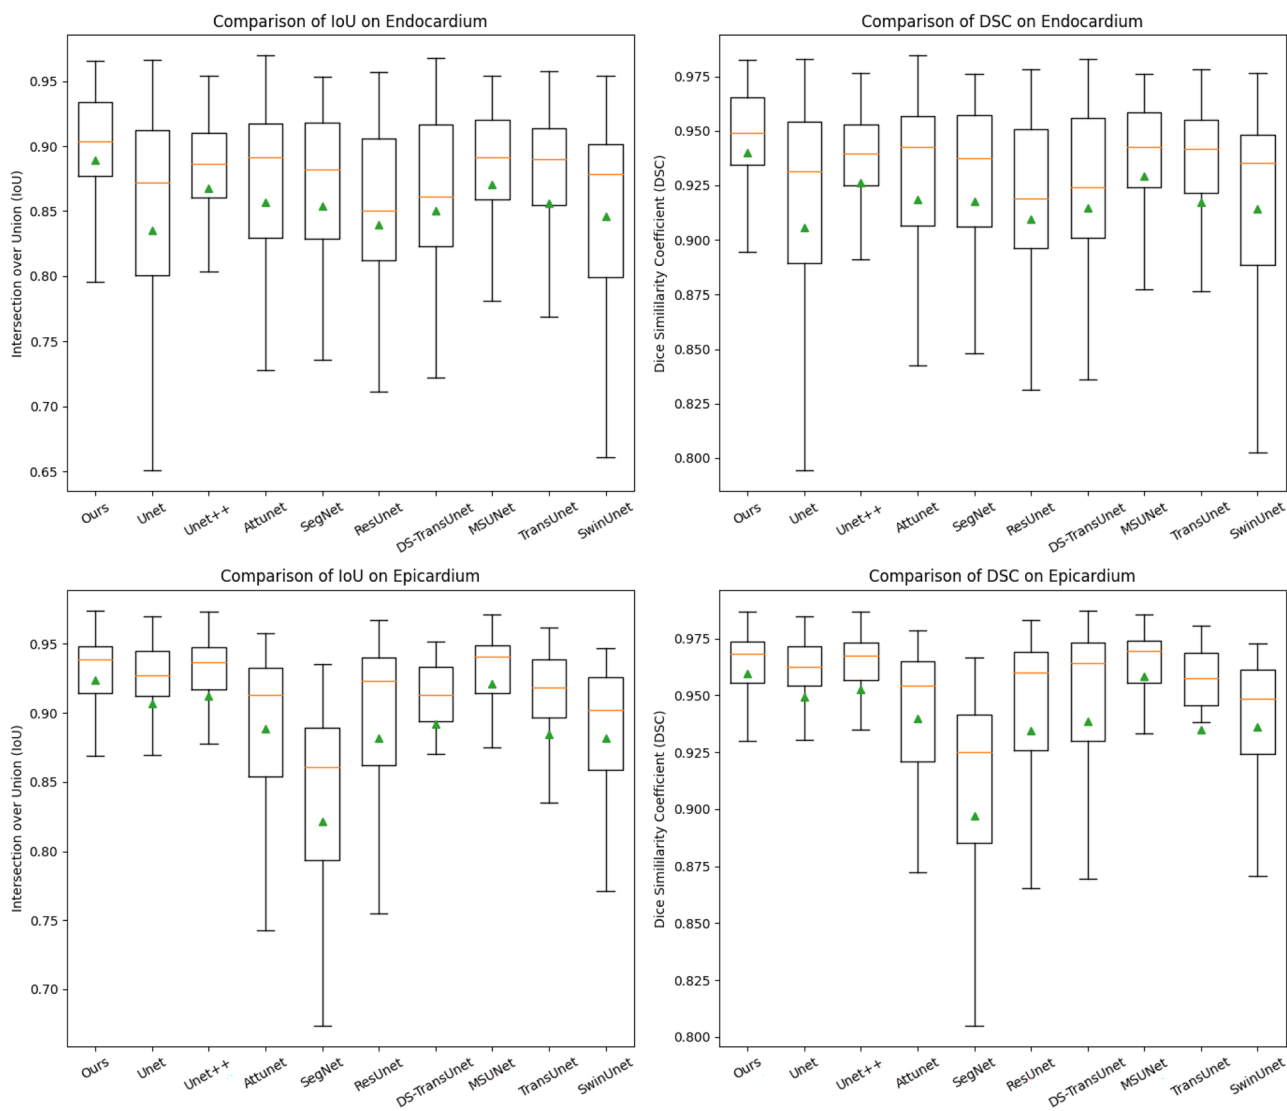 Comparison of IoU on Endocardium
Intersection over Union (IoU)
0.95
0.90
0.85
0.80
0.75
0.70
0.65
Ours
Unet
Unet++
Attunet
SegNet
ResUnet
DS-TransUnet
MSUNet
TransUnet
SwinUnet
Comparison of DSC on Endocardium
Dice Simililarity Coefficient (DSC)
0.975
0.950
0.925
0.900
0.875
0.850
0.825
0.800
Ours
Unet
Unet++
Attunet
SegNet
ResUnet
DS-TransUnet
MSUNet
TransUnet
SwinUnet
Comparison of IoU on Epicardium
Intersection over Union (IoU)
0.95
0.90
0.85
0.80
0.75
0.70
Ours
Unet
Unet++
Attunet
SegNet
ResUnet
DS-TransUnet
MSUNet
TransUnet
SwinUnet
Comparison of DSC on Epicardium
Dice Simililarity Coefficient (DSC)
0.975
0.950
0.925
0.900
0.875
0.850
0.825
0.800
Ours
Unet
Unet++
Attunet
SegNet
ResUnet
DS-TransUnet
MSUNet
TransUnet
SwinUnet